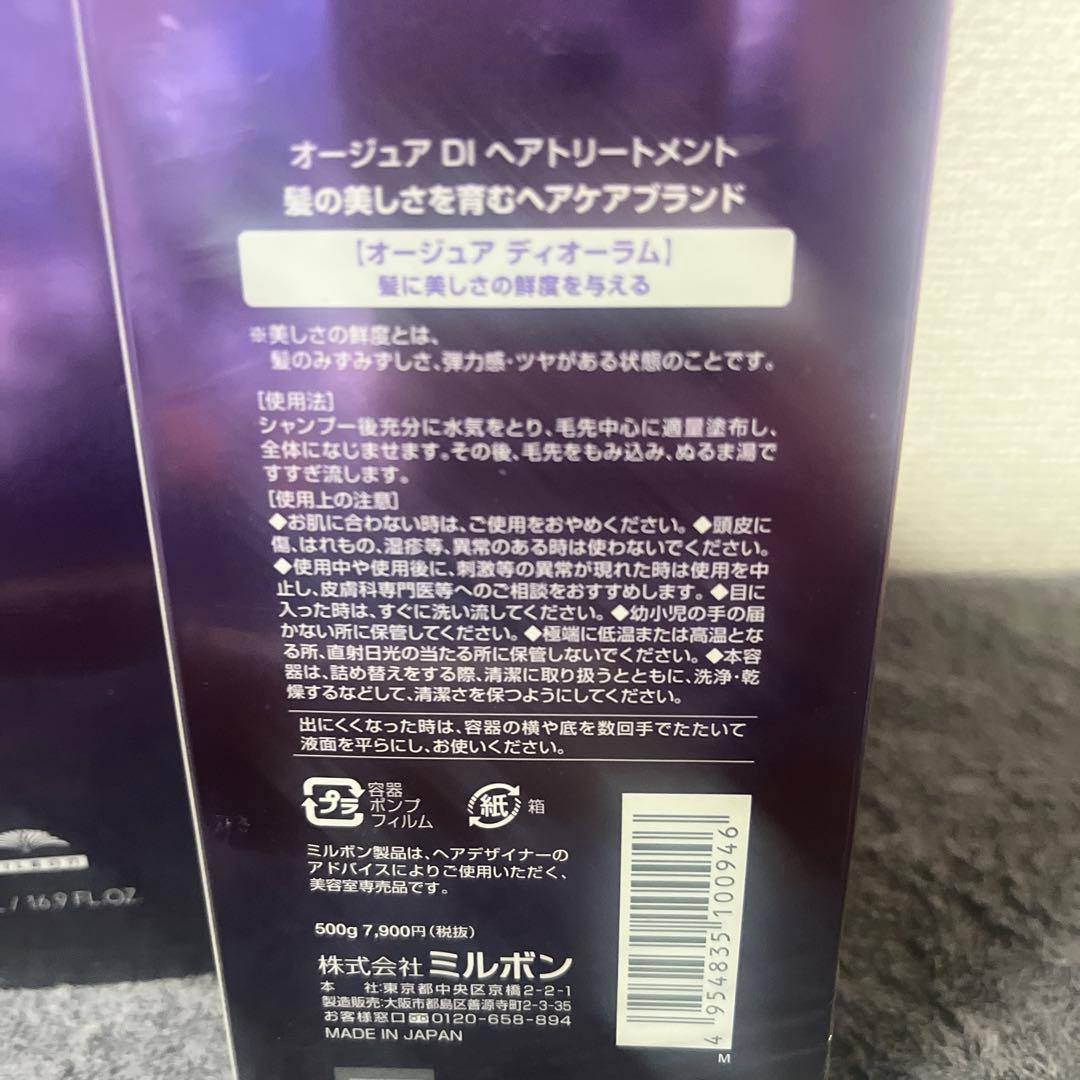 オージュア DI ヘアトリートメント
髪の美しさを育むヘアケアブランド
【オージュア ディオーラム】
髪に美しさの鮮度を与える
※美しさの鮮度とは、
髪のみずみずしさ、弾力感・ツヤがある状態のことです。
[使用法]
シャンプー後充分に水気をとり、毛先中心に適量塗布し、
全体になじませます。その後、毛先をもみ込み、ぬるま湯で
すすぎ流します。
[使用上の注意]
◆お肌に合わない時は、ご使用をおやめください。◆頭皮に
傷、はれもの、湿疹等、異常のある時は使わないでください。
◆使用中や使用後に、刺激等の異常が現れた時は使用を中
止し、皮膚科専門医等へのご相談をおすすめします。◆目に
入った時は、すぐに洗い流してください。◆幼小児の手の届
かない所に保管してください。◆極端に低温または高温とな
る所、直射日光の当たる所に保管しないでください。◆本容
器は、詰め替えをする際、清潔に取り扱うとともに、洗浄・乾
燥するなどして、清潔さを保つようにしてください。
出にくくなった時は、容器の横や底を数回手でたたいて
液面を平らにし、お使いください。
プラ
容器
ポンプ
フィルム
紙
箱
ミルボン製品は、ヘアデザイナーの
アドバイスによりご使用いただく、
美容室専売品です。
500g 7,900円(税抜)
株式会社ミルボン
本 社:東京都中央区京橋2-2-1
製造販売:大阪市都島区善源寺町2-3-35
お客様窓口 0120-658-894
MADE IN JAPAN
4 954835 100946
M
/ 16.9 FL.OZ.